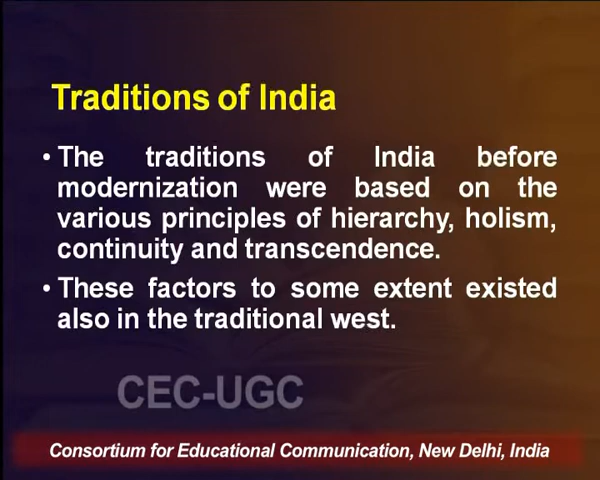 Traditions of India
• The traditions of India before
modernization were based on the
various principles of hierarchy, holism,
continuity and transcendence.
• These factors to some extent existed
also in the traditional west.
CEC-UGC
Consortium for Educational Communication, New Delhi, India